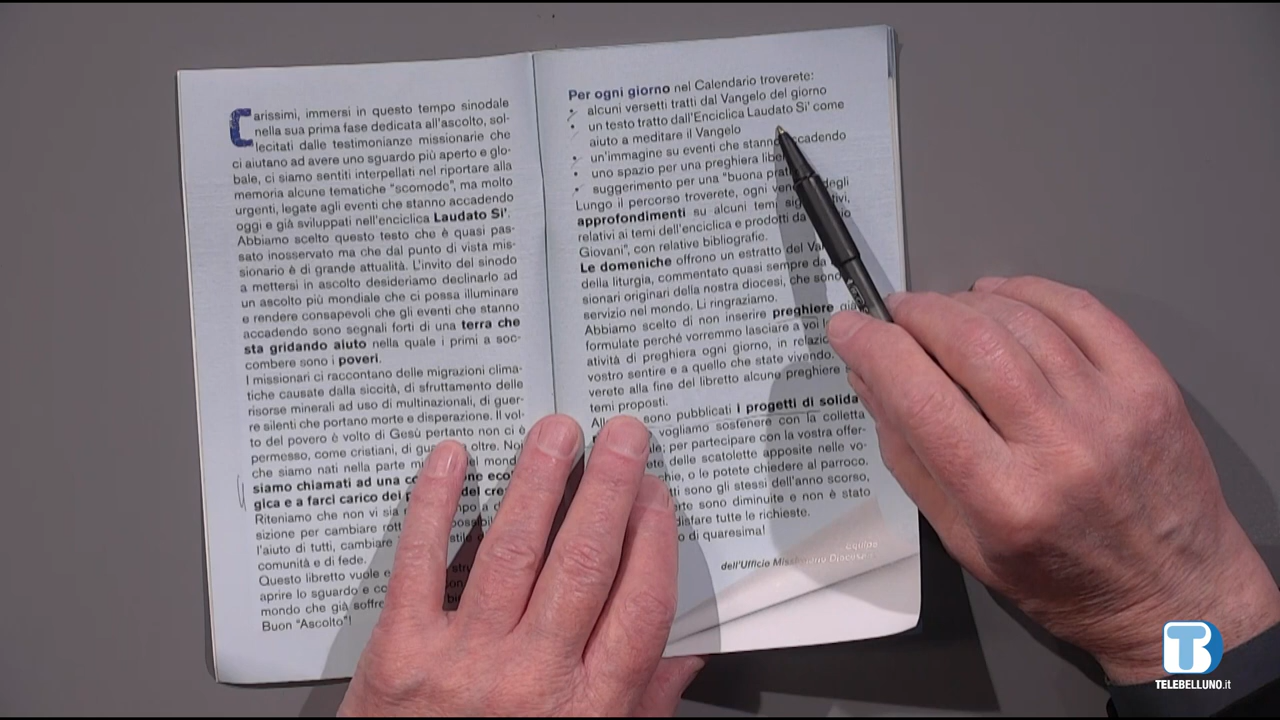 Carissimi, immersi in questo tempo sinodale
nella sua prima fase dedicata all'ascolto, sol-
lecitati dalle testimonianze missionarie che
ci aiutano ad avere uno sguardo più aperto e glo-
bale, ci siamo sentiti interpellati nel riportare alla
memoria alcune tematiche "scomode", ma molto
urgenti, legate agli eventi che stanno accadendo
oggi e già sviluppati nell'enciclica Laudato Si'.
Abbiamo scelto questo testo che è quasi pas-
sato inosservato ma che dal punto di vista mis-
sionario è di grande attualità. L'invito del sinodo
a metterci in ascolto desideriamo declinarlo ad
un ascolto più mondiale che ci possa illuminare
e rendere consapevoli che gli eventi che stanno
accadendo sono segnali forti di una terra che
sta gridando aiuto nella quale i primi a soc-
combere sono i poveri.
I missionari ci raccontano delle migrazioni clima-
tiche causate dalla siccità, di sfruttamento delle
risorse minerali ad uso di multinazionali, di guer-
re silenti che portano morte e disperazione. Il vol-
to del povero è volto di Gesù pertanto non ci è
permesso, come cristiani, di oltre. Non
che siamo nati nella parte del mond
siamo chiamati ad una eco
gica e a farci carico dei del cre
Riteniamo che non vi sia di
sizione per cambiare
l'aiuto di tutti, cambiare
comunità e di fede.
Questo libretto vuole
aprire lo sguardo e
mondo che già
Buon "Ascolto"!
Per ogni giorno nel Calendario troverete:
• alcuni versetti tratti dal Vangelo del giorno
• un testo tratto dall'Enciclica Laudato Si' come
aiuto a meditare il Vangelo
• un'immagine su eventi che stanno accadendo
• uno spazio per una preghiera
• suggerimento per una "buona
Lungo il percorso troverete, ogni degli
approfondimenti su alcuni temi
relativi ai temi dell'enciclica e prodotti da
Giovani", con relative bibliografie.
Le domeniche offrono un estratto del
della liturgia, commentato quasi sempre da
sionari originari della nostra diocesi, che sono
servizio nel mondo. Li ringraziamo.
Abbiamo scelto di non inserire preghiere già
formulate perché vorremmo lasciare a voi
atività di preghiera ogni giorno, in
vostro sentire e a quello che state vivendo.
verete alla fine del libretto alcune preghiere
temi proposti.
sono pubblicati i progetti di solida
vogliamo sostenere con la colletta
per partecipare con la vostra offer-
delle scatolette apposite nelle vo-
o le potete chiedere al parroco.
sono gli stessi dell'anno scorso,
sono diminuite e non è stato
tutte le richieste.
o di quaresima!
equipe
dell'Ufficio
TELEBELLUNO.it